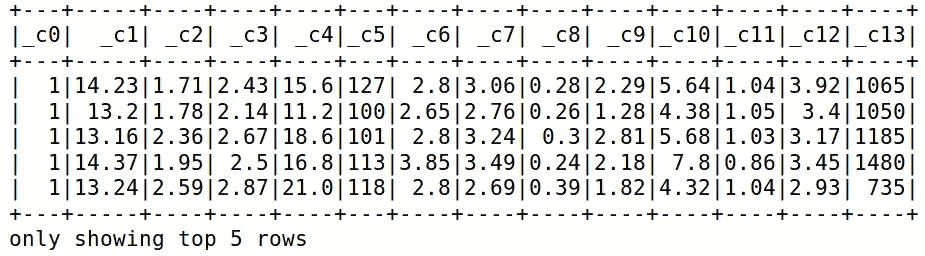 +---+-----+----+----+----+---+----+----+----+----+----+----+----+----+
|_c0|  _c1| _c2| _c3| _c4|_c5| _c6| _c7| _c8| _c9|_c10|_c11|_c12|_c13|
+---+-----+----+----+----+---+----+----+----+----+----+----+----+----+
|  1|14.23|1.71|2.43|15.6|127| 2.8|3.06|0.28|2.29|5.64|1.04|3.92|1065|
|  1| 13.2|1.78|2.14|11.2|100|2.65|2.76|0.26|1.28|4.38|1.05| 3.4|1050|
|  1|13.16|2.36|2.67|18.6|101| 2.8|3.24| 0.3|2.81|5.68|1.03|3.17|1185|
|  1|14.37|1.95| 2.5|16.8|113|3.85|3.49|0.24|2.18| 7.8|0.86|3.45|1480|
|  1|13.24|2.59|2.87|21.0|118| 2.8|2.69|0.39|1.82|4.32|1.04|2.93| 735|
+---+-----+----+----+----+---+----+----+----+----+----+----+----+----+
only showing top 5 rows